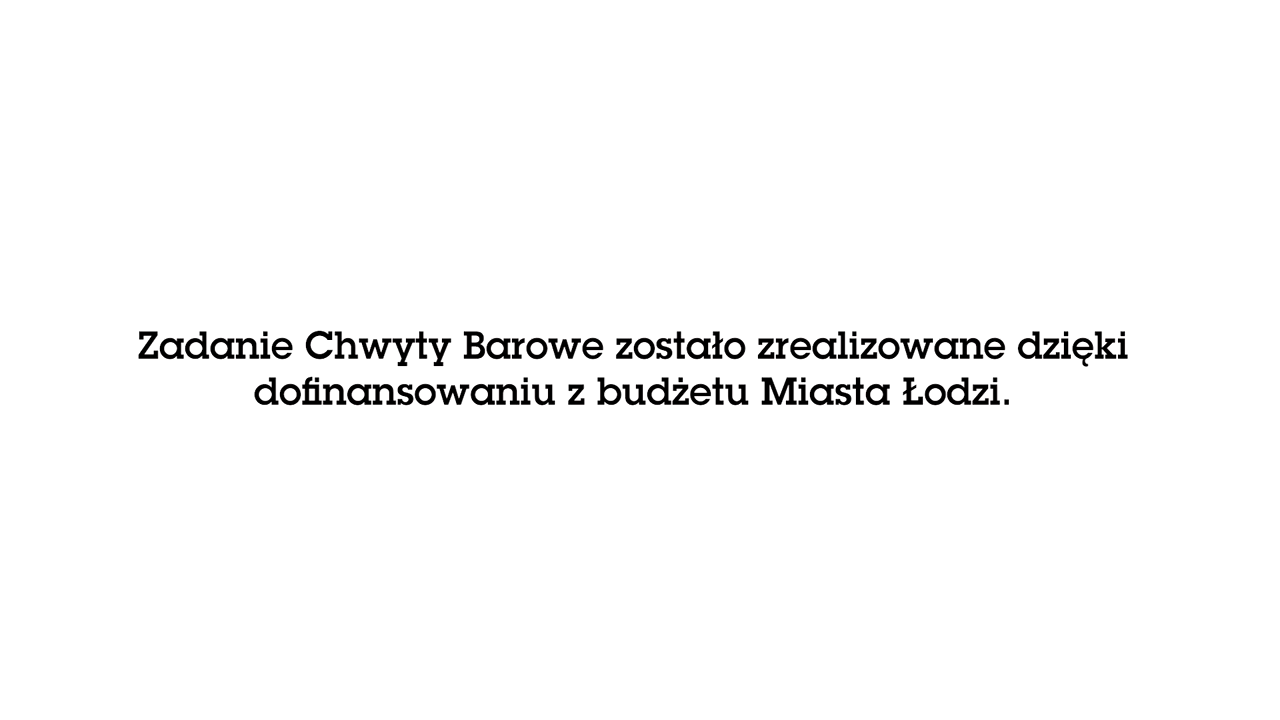 Zadanie Chwyty Barowe zostało zrealizowane dzięki
dofinansowaniu z budżetu Miasta Łodzi.